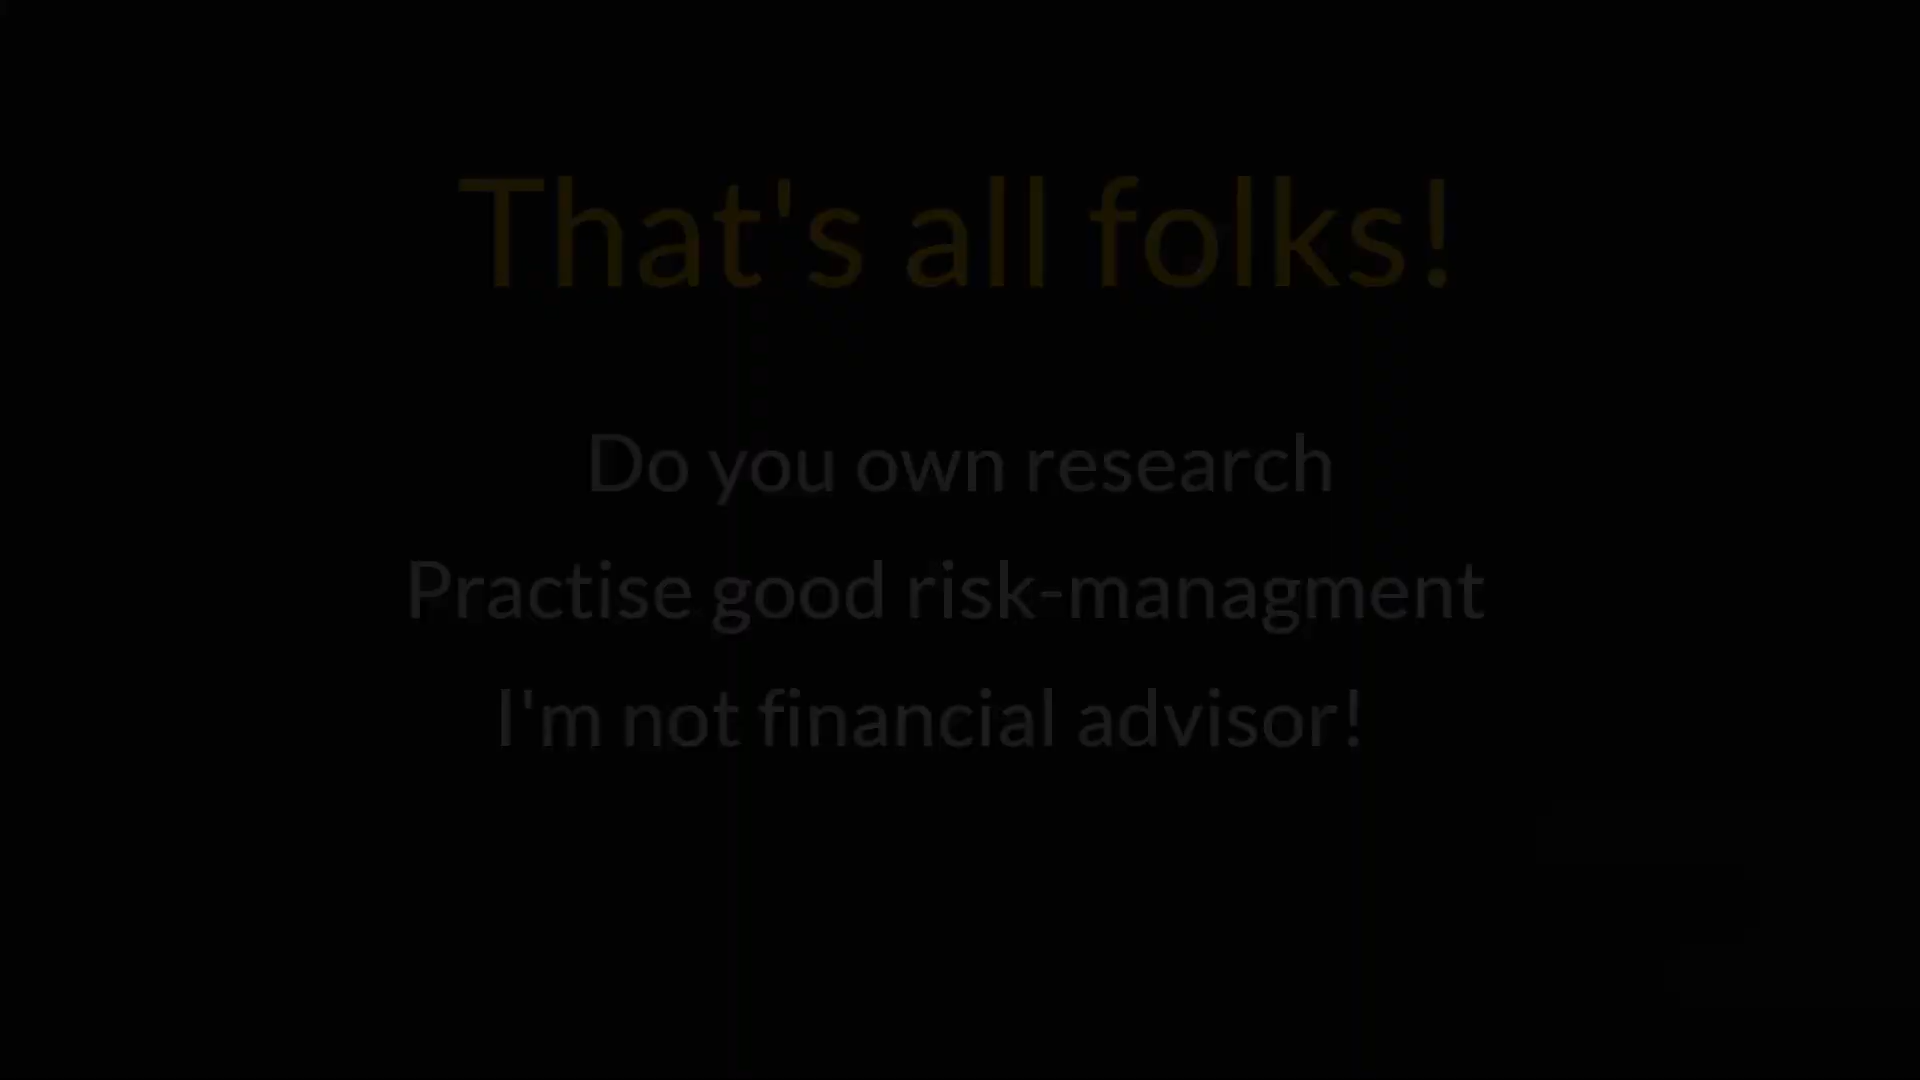 That's all folks!
Do you own research
Practise good risk-managment
I'm not financial advisor!